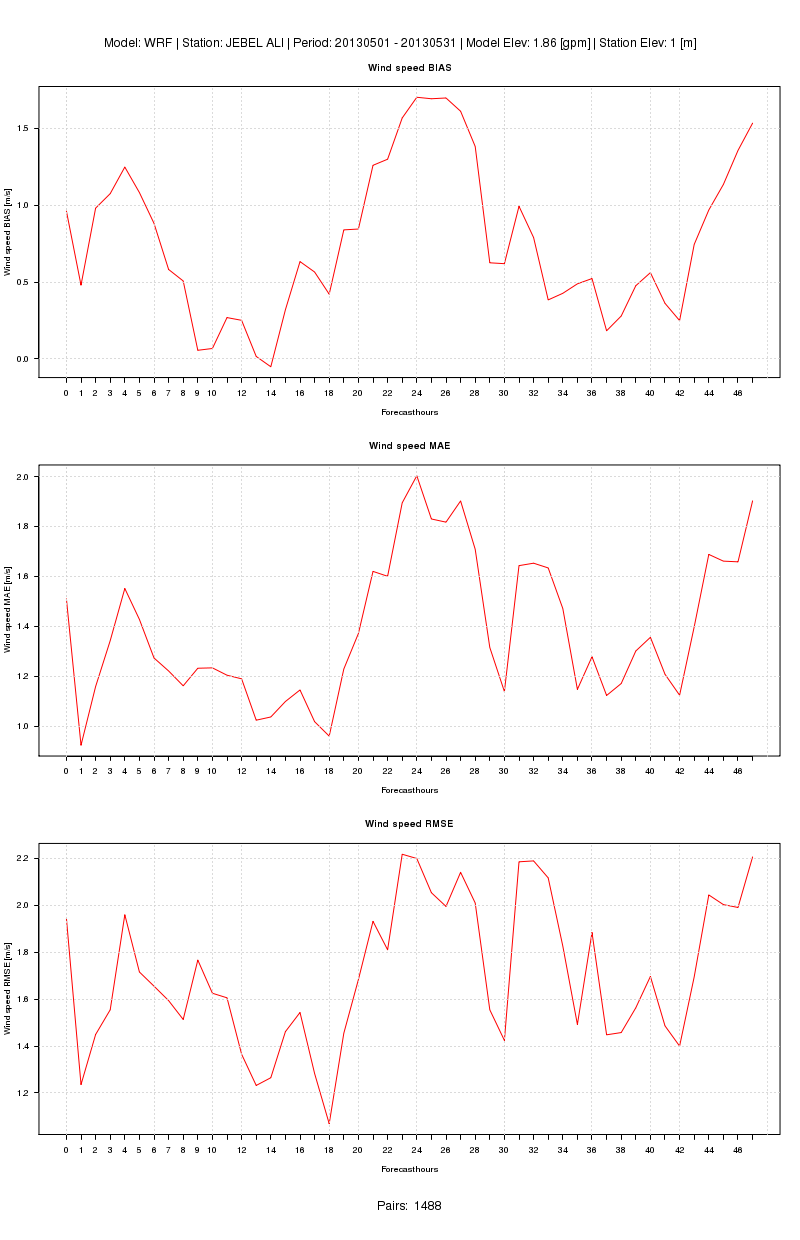 Model: WRF | Station: JEBEL ALI | Period: 20130501 - 20130531 | Model Elev: 1.86 [gpm] | Station Elev: 1 [m]
Wind speed BIAS
Wind speed BIAS [m/s]
1.5
1.0
0.5
0.0
0 1 2 3 4 5 6 7 8 9 10 12 14 16 18 20 22 24 26 28 30 32 34 36 38 40 42 44 46
Forecasthours
Wind speed MAE
Wind speed MAE [m/s]
2.0
1.8
1.6
1.4
1.2
1.0
0 1 2 3 4 5 6 7 8 9 10 12 14 16 18 20 22 24 26 28 30 32 34 36 38 40 42 44 46
Forecasthours
Wind speed RMSE
Wind speed RMSE [m/s]
2.2
2.0
1.8
1.6
1.4
1.2
0 1 2 3 4 5 6 7 8 9 10 12 14 16 18 20 22 24 26 28 30 32 34 36 38 40 42 44 46
Forecasthours
Pairs: 1488